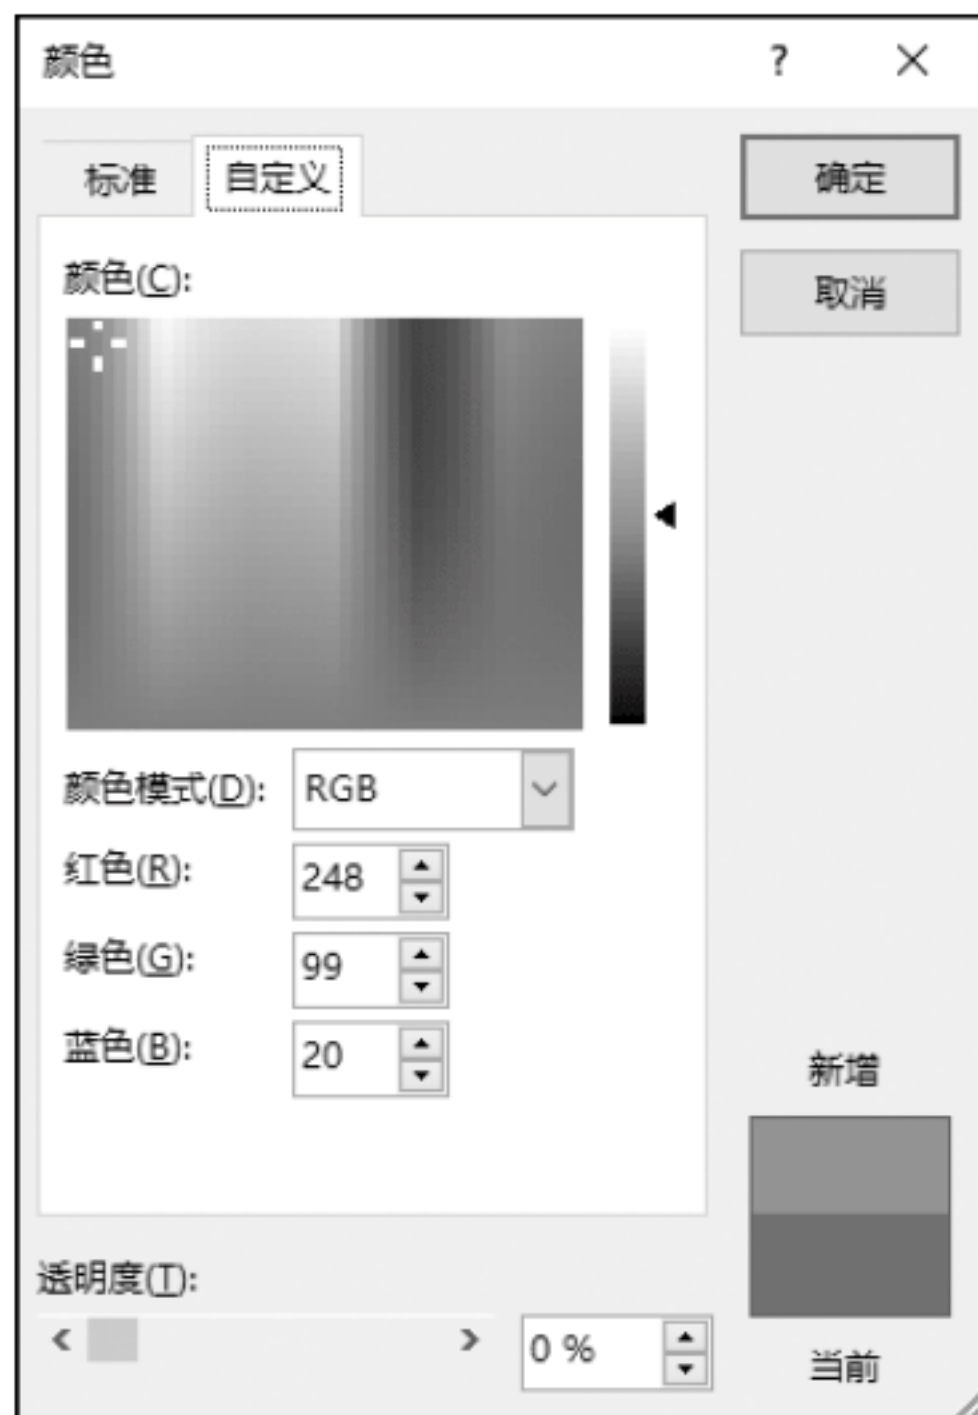 颜色 ?
标准 自定义 确定
取消
颜色(C):
颜色模式(D): RGB
红色(R): 248
绿色(G): 99
蓝色(B): 20
新增
透明度(T):
0 %
当前